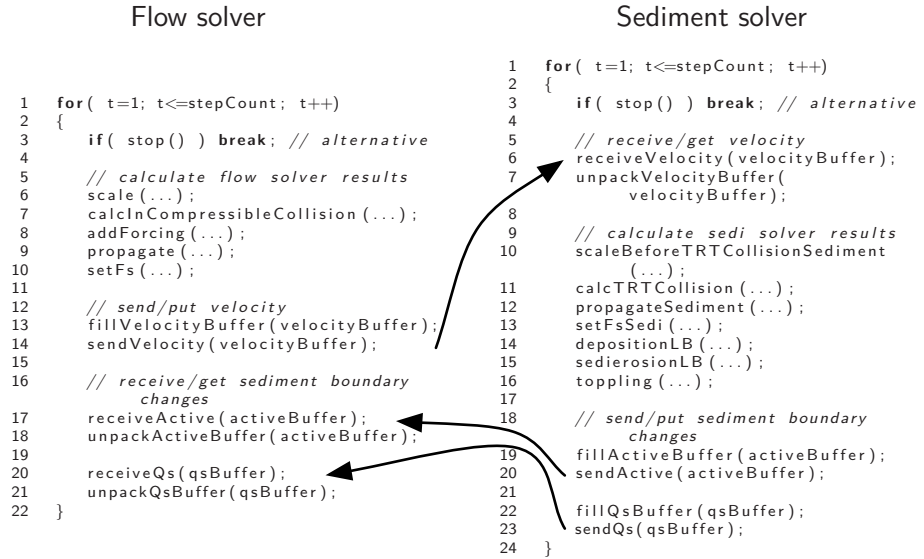 Flow solver
1 for( t=1; t<=stepCount; t++)
2 {
3 if( stop() ) break; // alternative
4
5 // calculate flow solver results
6 scale(...);
7 calcInCompressibleCollision(...);
8 addForcing(...);
9 propagate(...);
10 setFs(...);
11
12 // send/put velocity
13 fillVelocityBuffer(velocityBuffer);
14 sendVelocity(velocityBuffer);
15
16 // receive/get sediment boundary
changes
17 receiveActive(activeBuffer);
18 unpackActiveBuffer(activeBuffer);
19
20 receiveQs(qsBuffer);
21 unpackQsBuffer(qsBuffer);
22 }
Sediment solver
1 for( t=1; t<=stepCount; t++)
2 {
3 if( stop() ) break; // alternative
4
5 // receive/get velocity
6 receiveVelocity(velocityBuffer);
7 unpackVelocityBuffer(
velocityBuffer);
8
9 // calculate sedi solver results
10 scaleBeforeTRTCollisionSediment
(...);
11 calcTRTCollision(...);
12 propagateSediment(...);
13 setFsSedi(...);
14 depositionLB(...);
15 sedierosionLB(...);
16 toppling(...);
17
18 // send/put sediment boundary
changes
19 fillActiveBuffer(activeBuffer);
20 sendActive(activeBuffer);
21
22 fillQsBuffer(qsBuffer);
23 sendQs(qsBuffer);
24 }